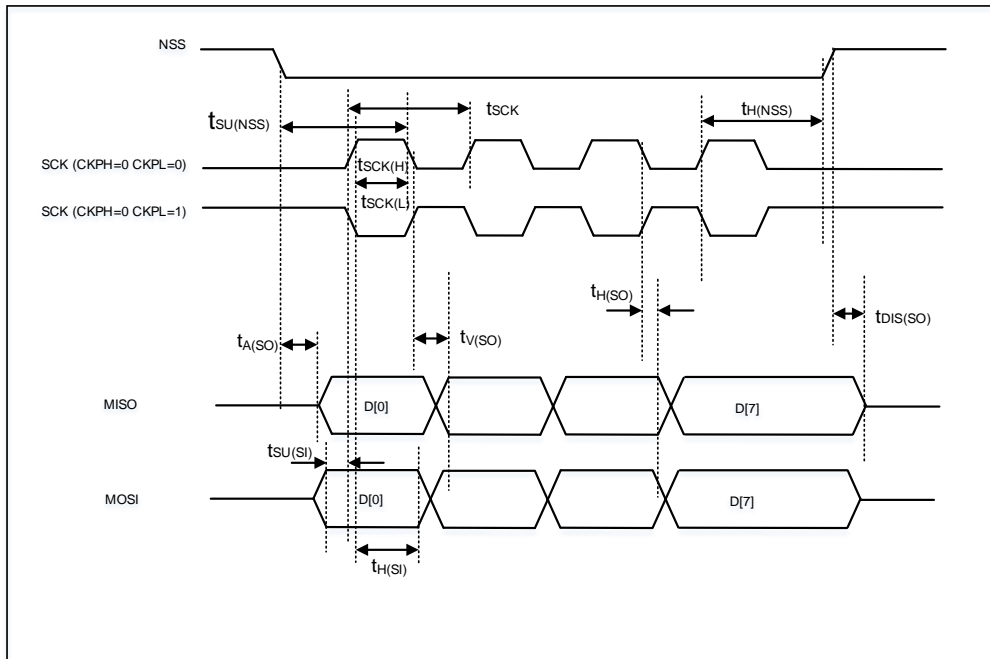 NSS
tSCK
tH(NSS)
tSU(NSS)
SCK (CKPH=0 CKPL=0)
tSCK(H)
tSCK(L)
SCK (CKPH=0 CKPL=1)
tH(SO)
tDIS(SO)
tA(SO)
tV(SO)
MISO
D[0]
D[7]
tSU(SI)
MOSI
D[0]
D[7]
tH(SI)